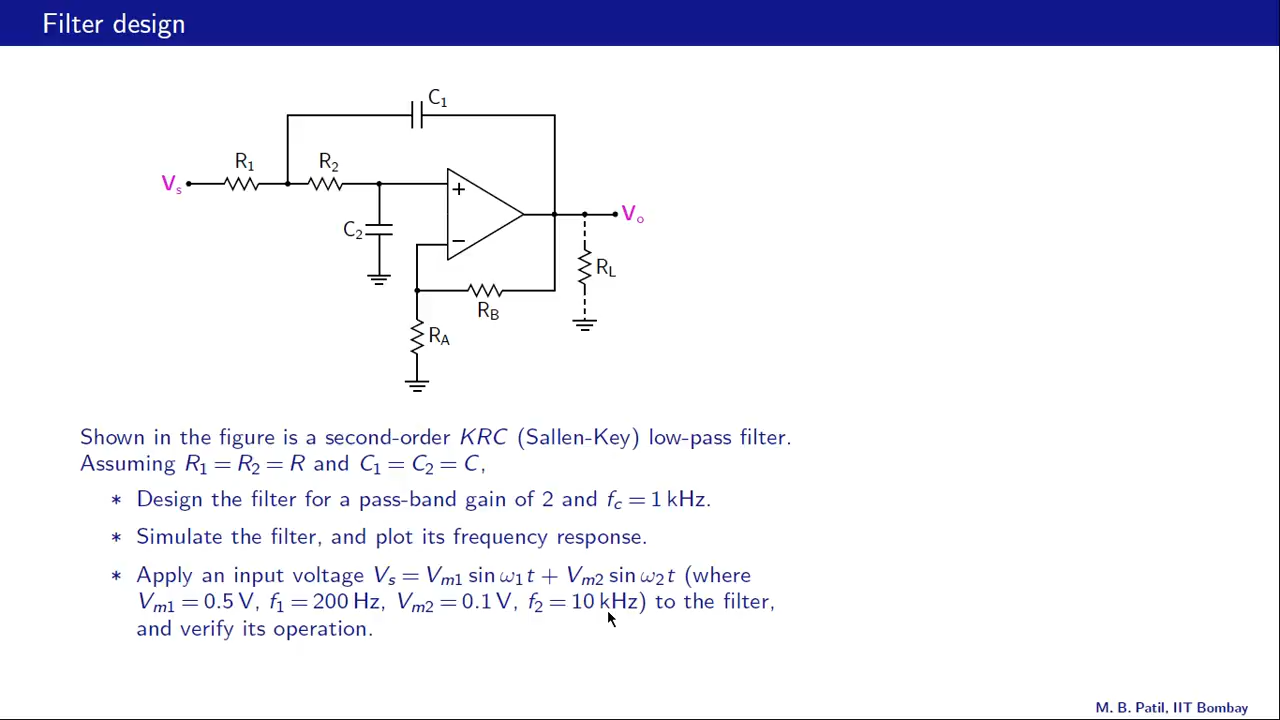 Filter design
C1
R1
R2
Vs
+
C2
−
Vo
RL
RB
RA
Shown in the figure is a second-order KRC (Sallen-Key) low-pass filter.
Assuming R1 = R2 = R and C1 = C2 = C,
* Design the filter for a pass-band gain of 2 and fc = 1 kHz.
* Simulate the filter, and plot its frequency response.
* Apply an input voltage Vs = Vm1 sin ω1t + Vm2 sin ω2t (where
Vm1 = 0.5 V, f1 = 200 Hz, Vm2 = 0.1 V, f2 = 10 kHz) to the filter,
and verify its operation.
M. B. Patil, IIT Bombay